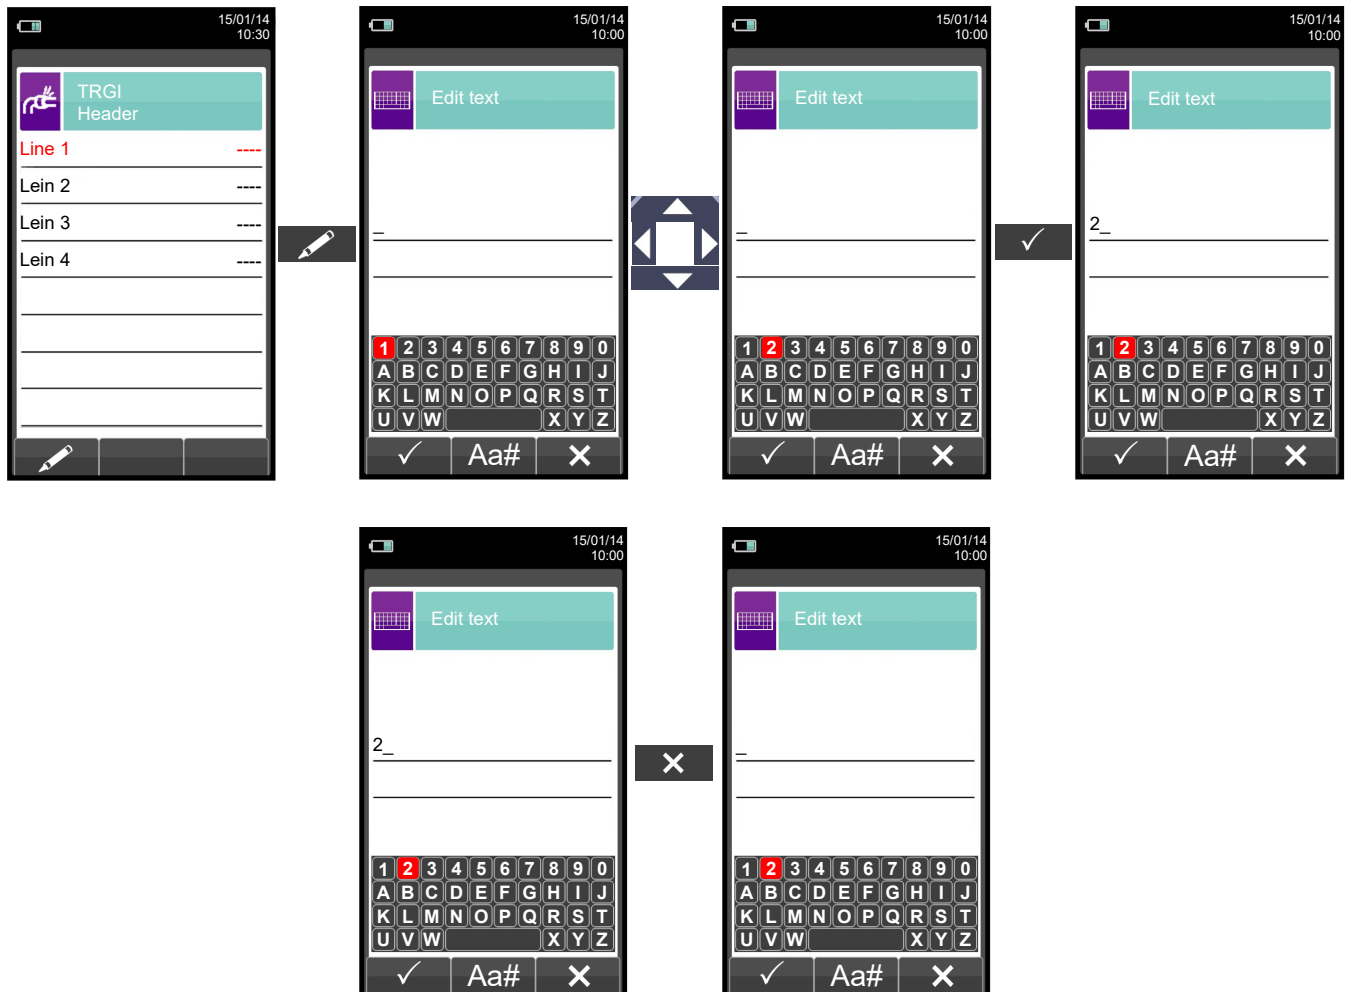 15/01/14
10:30
TRGI
Header
Line 1 ----
Lein 2 ----
Lein 3 ----
Lein 4 ----
15/01/14
10:00
Edit text
_
1 2 3 4 5 6 7 8 9 0
A B C D E F G H I J
K L M N O P Q R S T
U V W X Y Z
Aa#
15/01/14
10:00
Edit text
_
1 2 3 4 5 6 7 8 9 0
A B C D E F G H I J
K L M N O P Q R S T
U V W X Y Z
Aa#
15/01/14
10:00
Edit text
2_
1 2 3 4 5 6 7 8 9 0
A B C D E F G H I J
K L M N O P Q R S T
U V W X Y Z
Aa#
15/01/14
10:00
Edit text
2_
1 2 3 4 5 6 7 8 9 0
A B C D E F G H I J
K L M N O P Q R S T
U V W X Y Z
Aa#
15/01/14
10:00
Edit text
_
1 2 3 4 5 6 7 8 9 0
A B C D E F G H I J
K L M N O P Q R S T
U V W X Y Z
Aa#